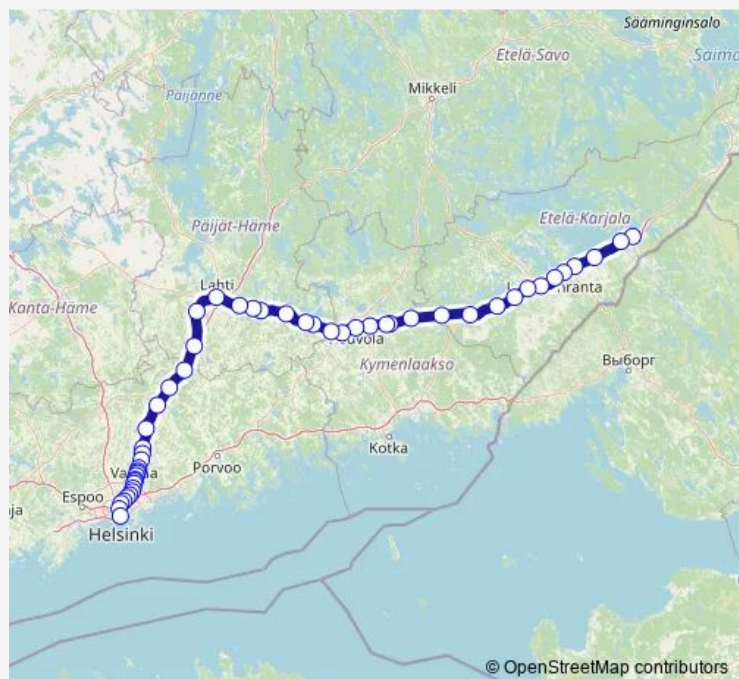 Sääminginsalo
Etelä-Savo
Saima
Mikkeli
Päijänne
Päijät-Häme
Etelä-Karjala
Kanta-Häme
Lahti
Kymenlaakso
Выборг
Kotka
Porvoo
Espoo
Helsinki
© OpenStreetMap contributors